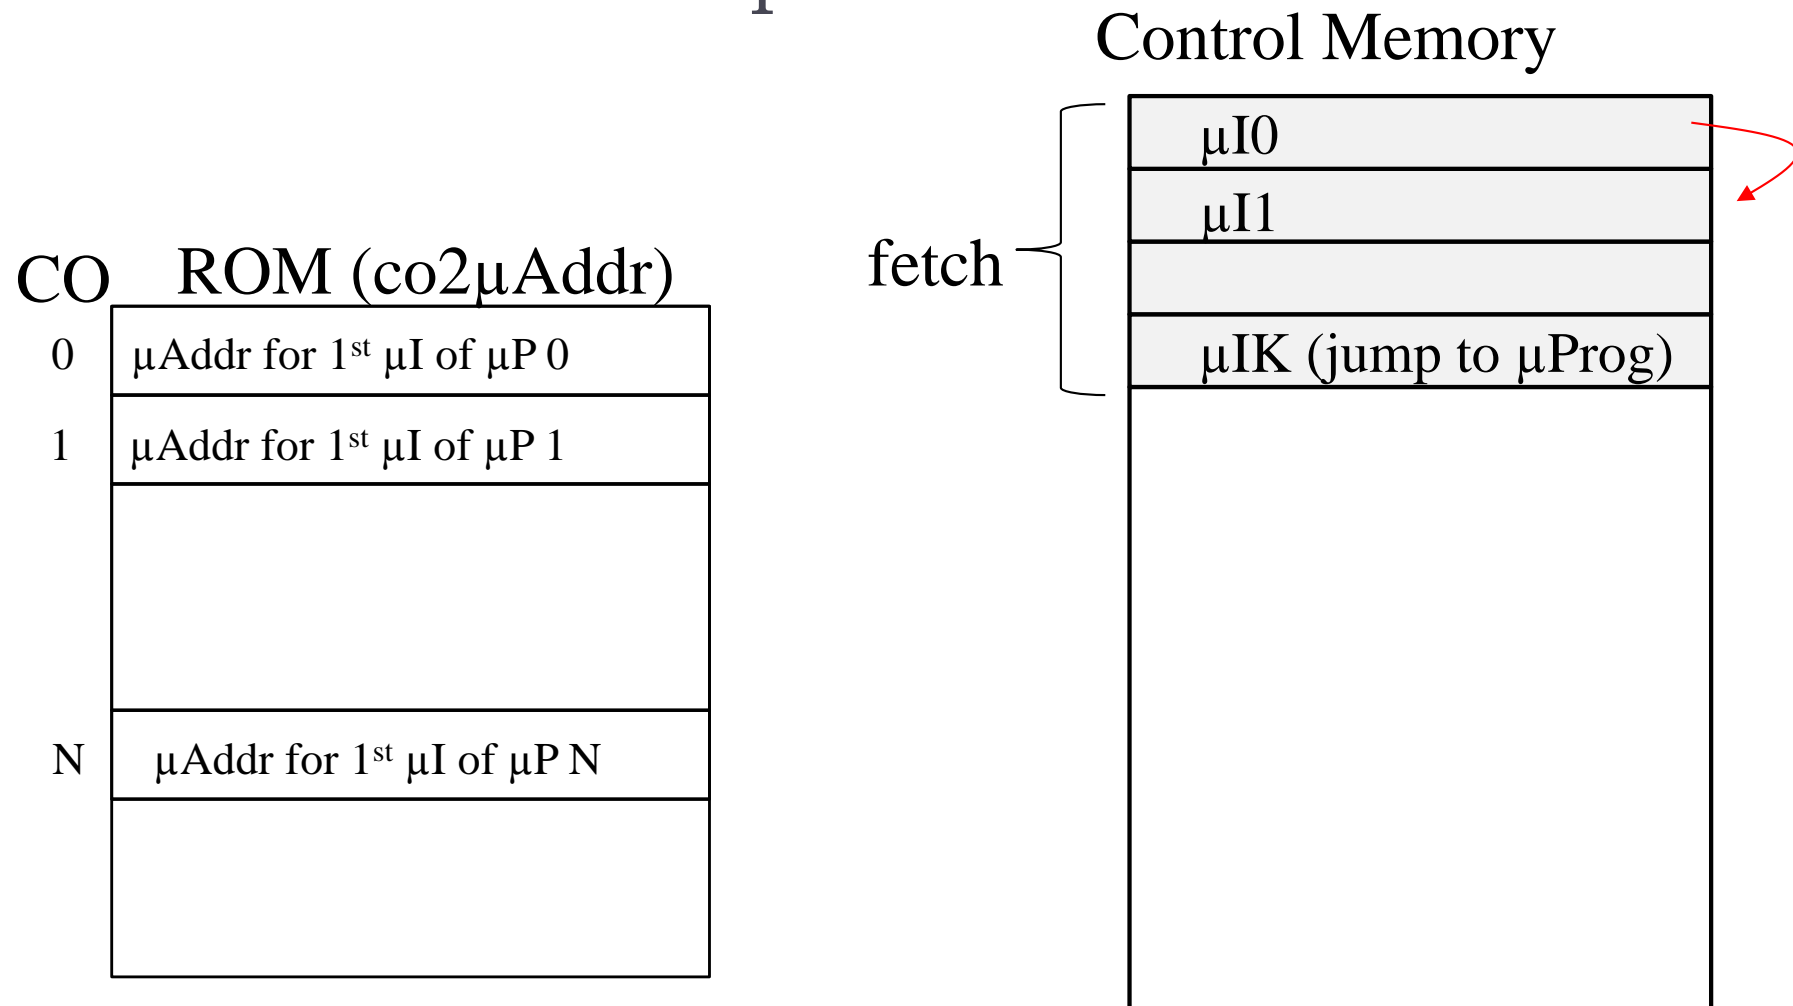 Control Memory
µI0
µI1
fetch
µIK (jump to µProg)
CO
ROM (co2µAddr)
0
µAddr for 1st µI of µP 0
1
µAddr for 1st µI of µP 1
N
µAddr for 1st µI of µP N